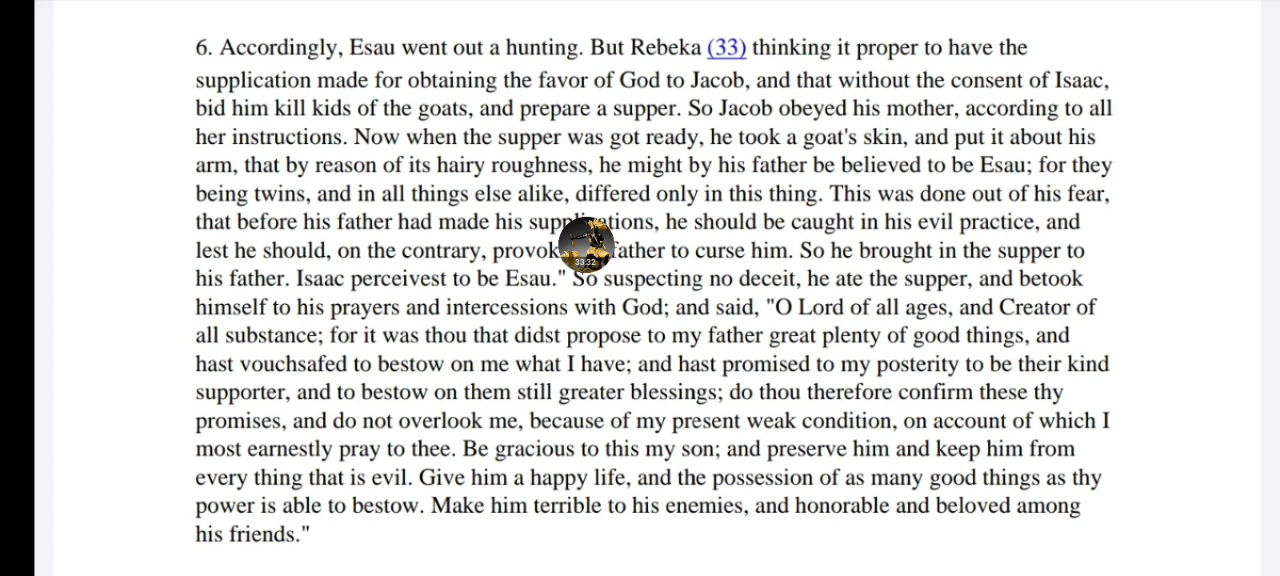 6. Accordingly, Esau went out a hunting. But Rebeka (33) thinking it proper to have the
supplication made for obtaining the favor of God to Jacob, and that without the consent of Isaac,
bid him kill kids of the goats, and prepare a supper. So Jacob obeyed his mother, according to all
her instructions. Now when the supper was got ready, he took a goat's skin, and put it about his
arm, that by reason of its hairy roughness, he might by his father be believed to be Esau; for they
being twins, and in all things else alike, differed only in this thing. This was done out of his fear,
that before his father had made his supplications, he should be caught in his evil practice, and
lest he should, on the contrary, provok father to curse him. So he brought in the supper to
33:32
his father. Isaac perceivest to be Esau." So suspecting no deceit, he ate the supper, and betook
himself to his prayers and intercessions with God; and said, "O Lord of all ages, and Creator of
all substance; for it was thou that didst propose to my father great plenty of good things, and
hast vouchsafed to bestow on me what I have; and hast promised to my posterity to be their kind
supporter, and to bestow on them still greater blessings; do thou therefore confirm these thy
promises, and do not overlook me, because of my present weak condition, on account of which I
most earnestly pray to thee. Be gracious to this my son; and preserve him and keep him from
every thing that is evil. Give him a happy life, and the possession of as many good things as thy
power is able to bestow. Make him terrible to his enemies, and honorable and beloved among
his friends."